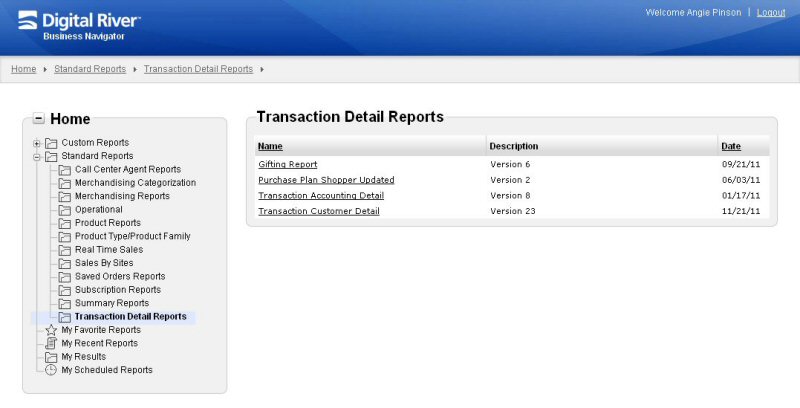 Digital River
Business Navigator
Welcome Angie Pinson | Logout
Home ▸ Standard Reports ▸ Transaction Detail Reports ▸
Home
Custom Reports
Standard Reports
Call Center Agent Reports
Merchandising Categorization
Merchandising Reports
Operational
Product Reports
Product Type/Product Family
Real Time Sales
Sales By Sites
Saved Orders Reports
Subscription Reports
Summary Reports
Transaction Detail Reports
My Favorite Reports
My Recent Reports
My Results
My Scheduled Reports
Transaction Detail Reports
Name Description Date
Gifting Report Version 6 09/21/11
Purchase Plan Shopper Updated Version 2 06/03/11
Transaction Accounting Detail Version 8 01/17/11
Transaction Customer Detail Version 23 11/21/11